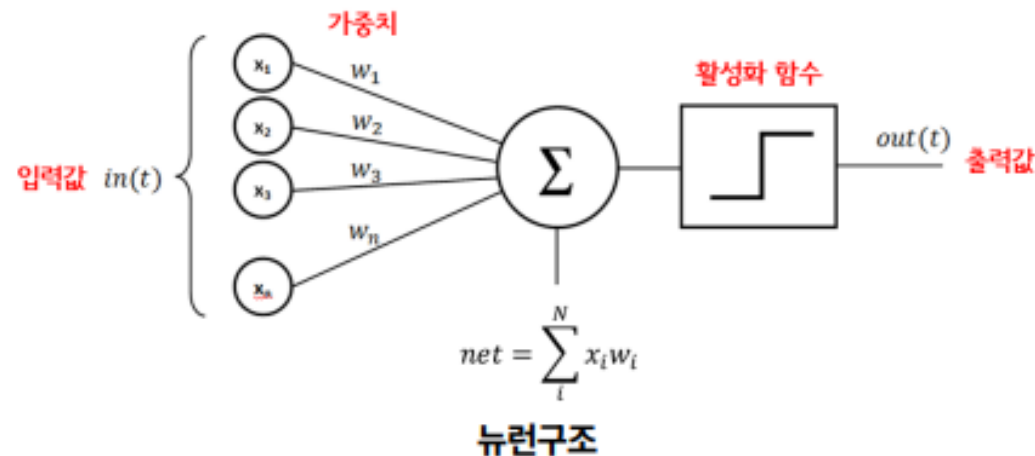 가중치
x₁
w₁
활성화 함수
x₂
w₂
out(t)
출력값
입력값 in(t)
x₃
w₃
Σ
wₙ
xₙ
net = ∑ᵢᴺ xᵢwᵢ
뉴런구조